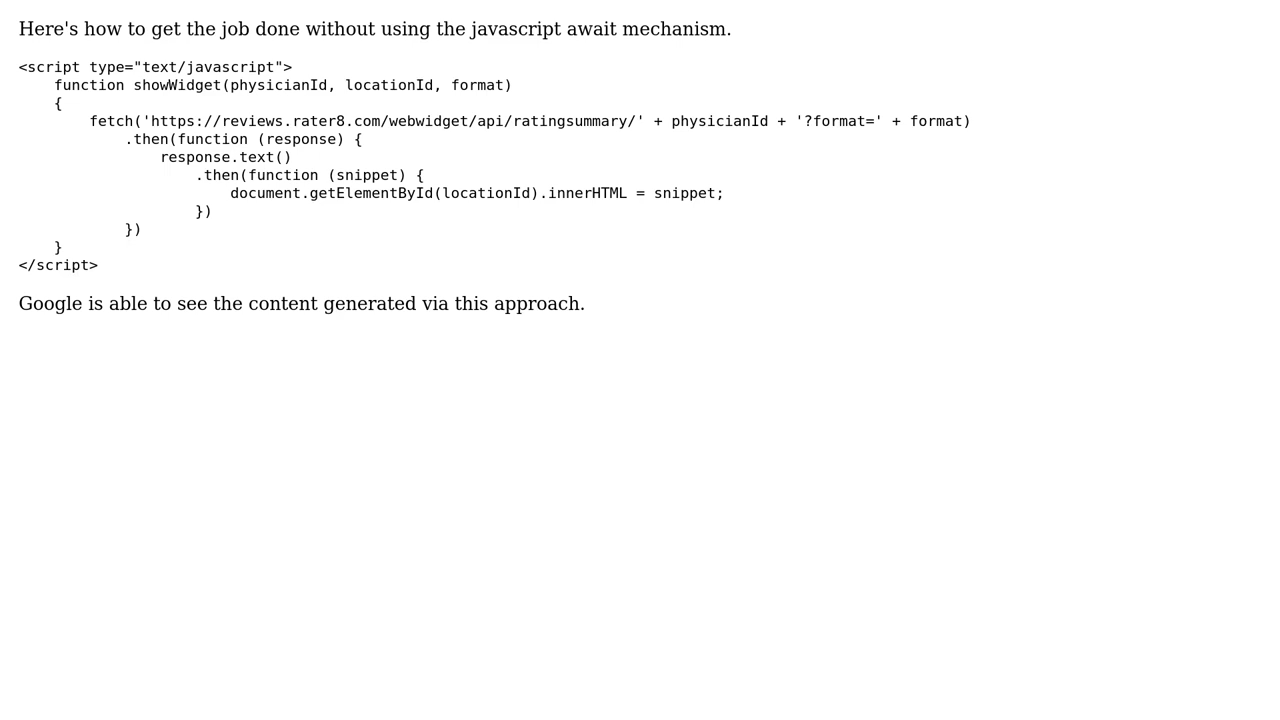 Here's how to get the job done without using the javascript await mechanism.
<script type="text/javascript">
    function showWidget(physicianId, locationId, format)
    {
        fetch('https://reviews.rater8.com/webwidget/api/ratingsummary/' + physicianId + '?format=' + format)
            .then(function (response) {
                response.text()
                    .then(function (snippet) {
                        document.getElementById(locationId).innerHTML = snippet;
                    })
            })
    }
</script>
Google is able to see the content generated via this approach.